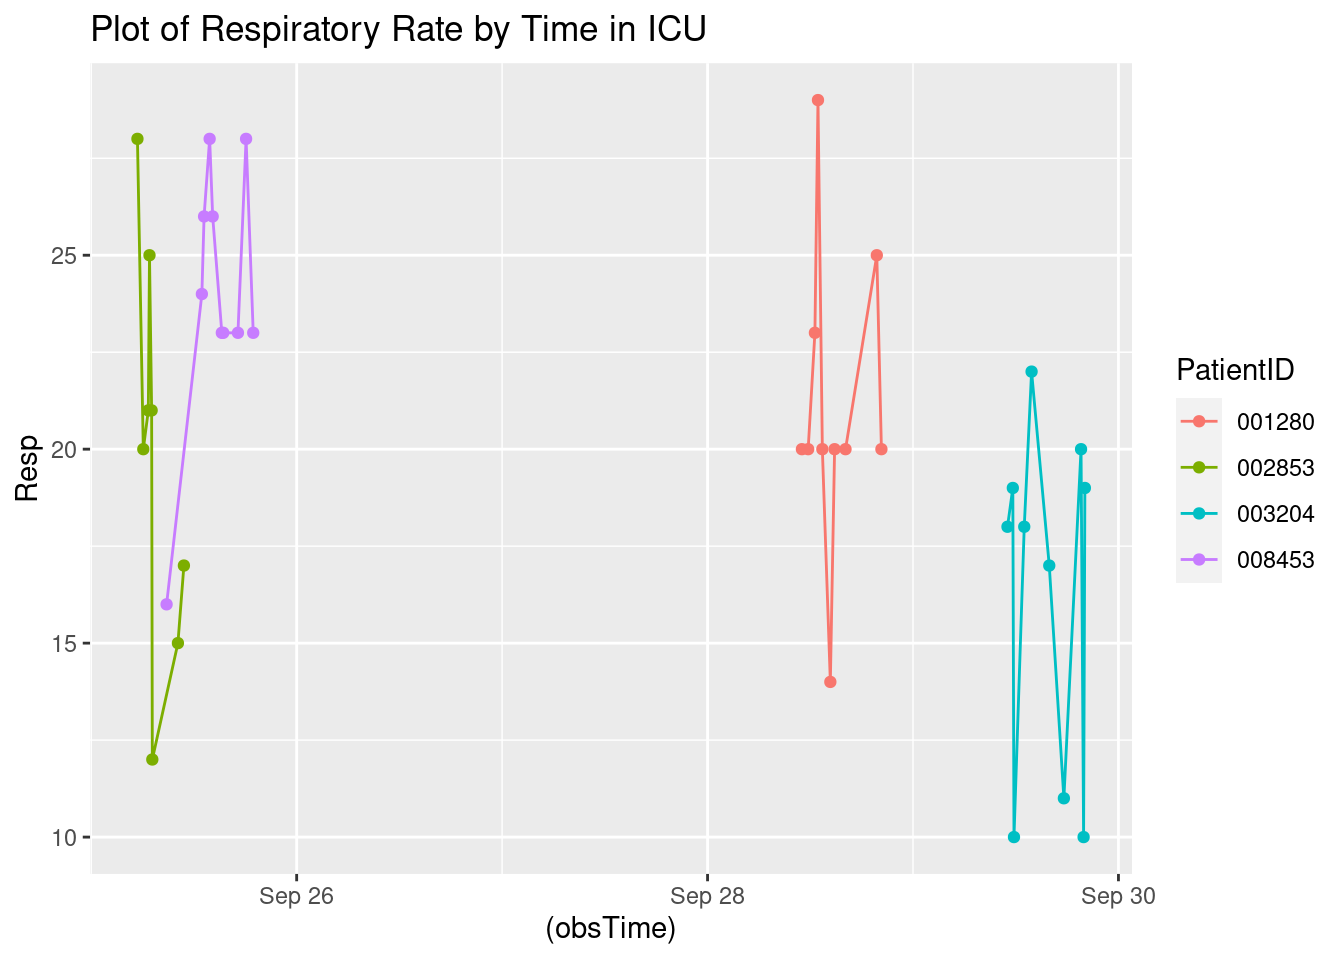 Plot of Respiratory Rate by Time in ICU
Resp
25
20
15
10
Sep 26
Sep 28
Sep 30
(obsTime)
PatientID
001280
002853
003204
008453